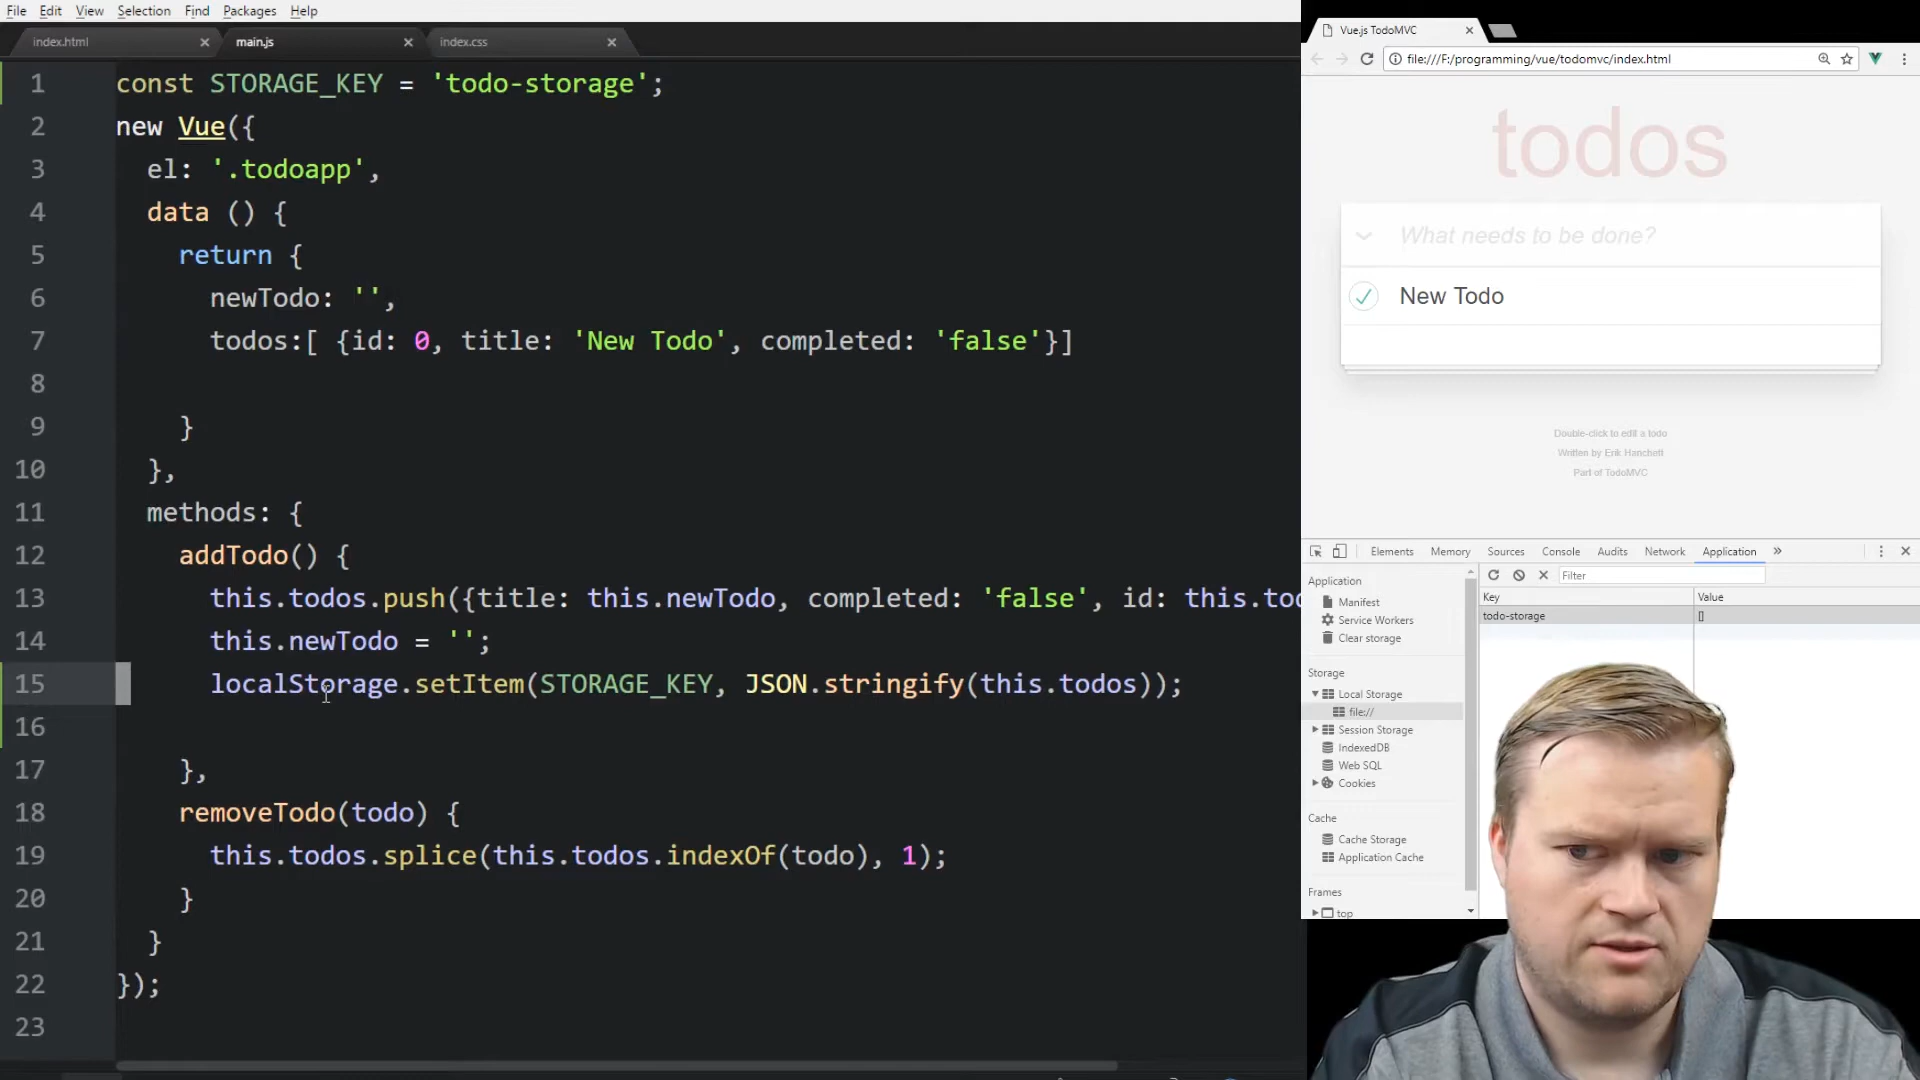 File Edit View Selection Find Packages Help
index.html
main.js
index.css
1 const STORAGE_KEY = 'todo-storage';
2 new Vue({
3 el: '.todoapp',
4 data () {
5 return {
6 newTodo: '',
7 todos:[ {id: 0, title: 'New Todo', completed: 'false'}]
8
9 }
10 },
11 methods: {
12 addTodo() {
13 this.todos.push({title: this.newTodo, completed: 'false', id: this.too
14 this.newTodo = '';
15 localStorage.setItem(STORAGE_KEY, JSON.stringify(this.todos));
16
17 },
18 removeTodo(todo) {
19 this.todos.splice(this.todos.indexOf(todo), 1);
20 }
21 }
22 });
23
Vue.js TodoMVC
file:///F:/programming/vue/todomvc/index.html
todos
What needs to be done?
New Todo
Double-click to edit a todo
Written by Erik Hanchett
Part of TodoMVC
Elements Memory Sources Console Audits Network Application »
Application
Manifest
Service Workers
Clear storage
Storage
Local Storage
file://
Session Storage
IndexedDB
Web SQL
Cookies
Cache
Cache Storage
Application Cache
Frames
top
Filter
Key Value
todo-storage []